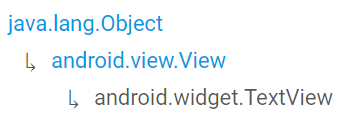 java.lang.Object
↳ android.view.View
↳ android.widget.TextView